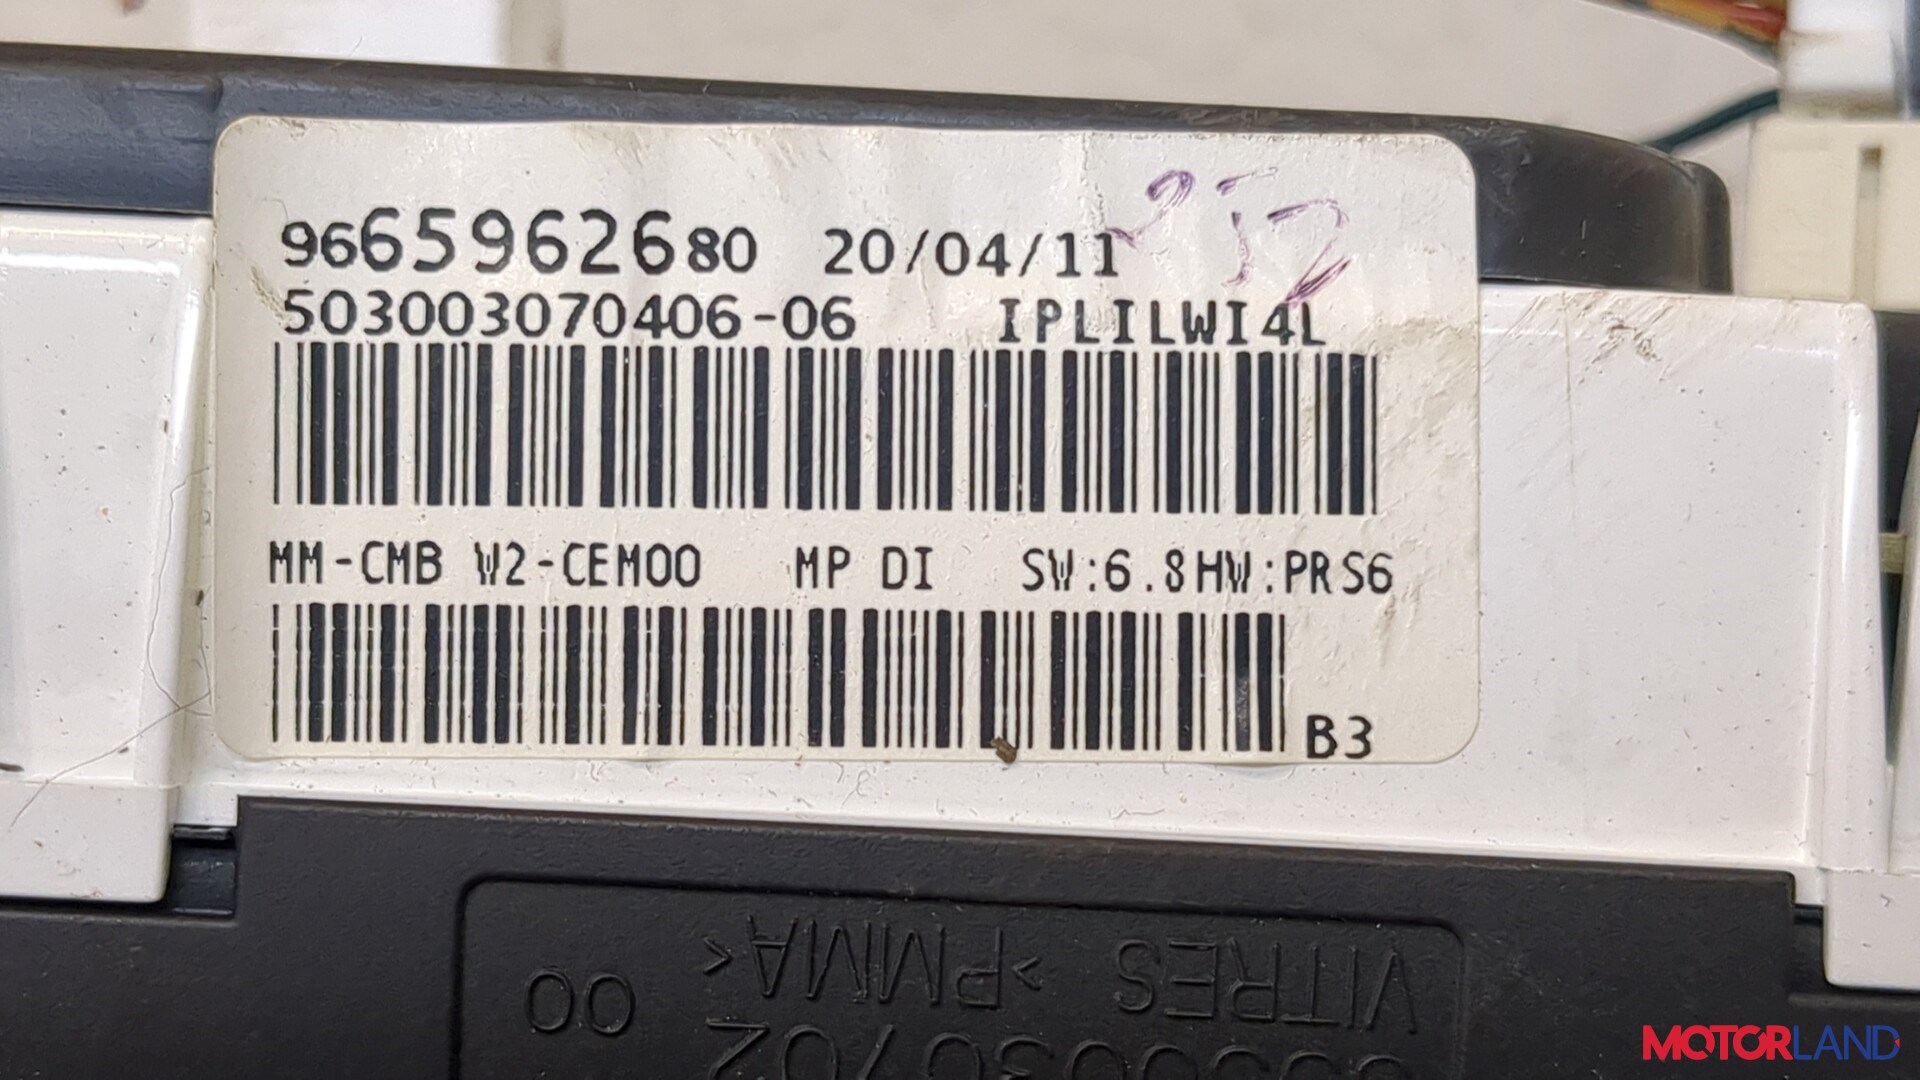 9665962680 20/04/11
503003070406-06 IPLILWI4L
MM-CMB W2-CEM00 MP DI SW:6.8HW:PRS6
B3
VITRES >PMMA<
00
MOTORLAND